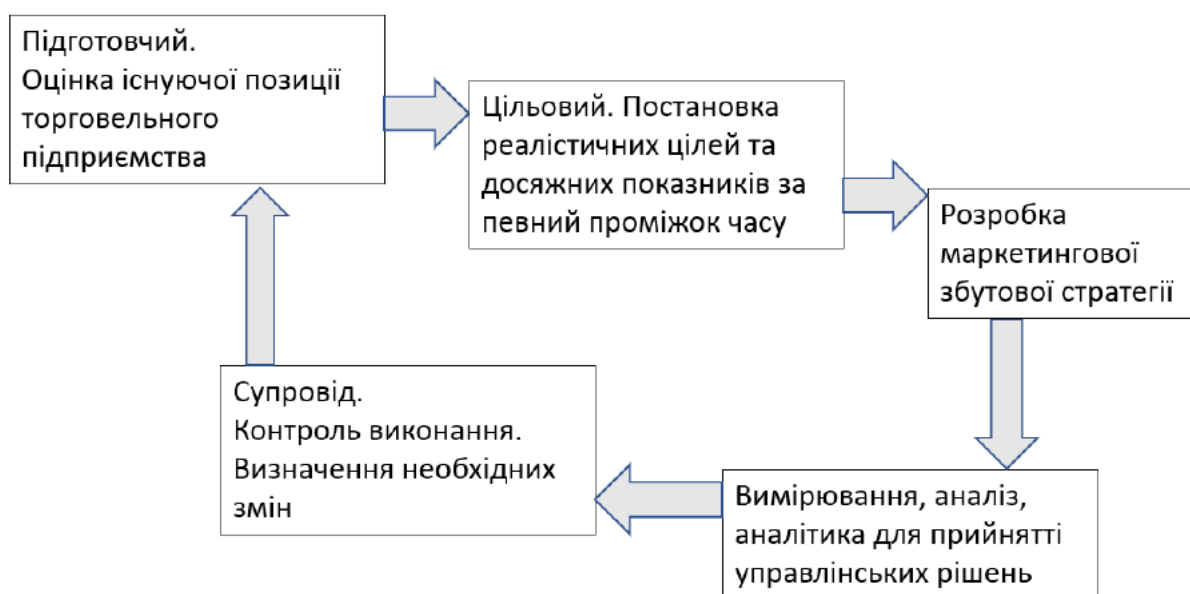 Підготовчий.
Оцінка існуючої позиції
торговельного
підприємства
Цільовий. Постановка
реалістичних цілей та
досяжних показників за
певний проміжок часу
Розробка
маркетингової
збутової стратегії
Супровід.
Контроль виконання.
Визначення необхідних
змін
Вимірювання, аналіз,
аналітика для прийнятті
управлінських рішень